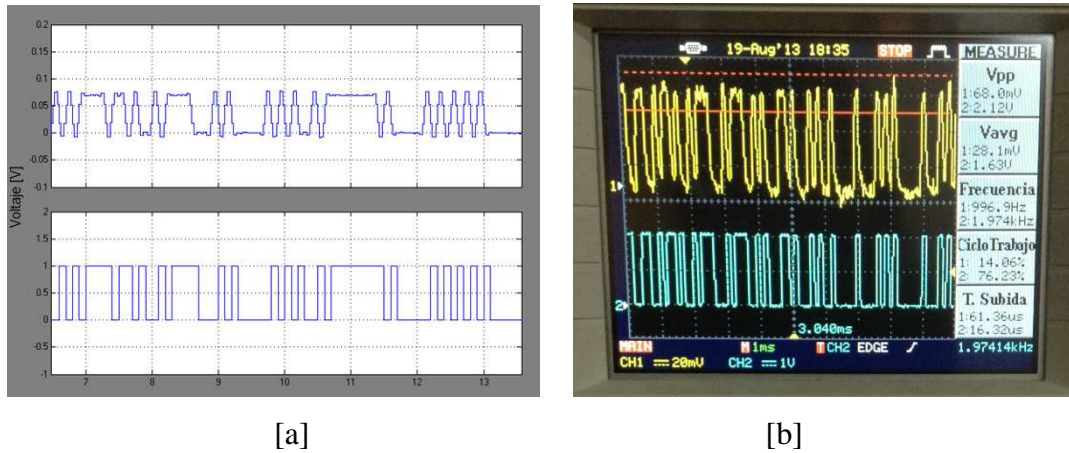 0.2
0.15
0.1
0.05
0
-0.05
-0.1
Voltaje [V]
2
1.5
1
0.5
0
-0.5
-1
7 8 9 10 11 12 13
[a]
19-Aug'13 18:35 STOP MEASURE
Vpp
1:68.0mV
2:2.12V
Vavg
1:28.1mV
2:1.63V
Frecuencia
1:996.9Hz
2:1.974kHz
Ciclo Trabajo
1: 14.06%
2: 76.23%
T. Subida
1:61.36us
2:16.32us
1
2
3.040ms
MAIN M 1ms T CH2 EDGE 1.97414kHz
CH1 20mV CH2 1V
[b]